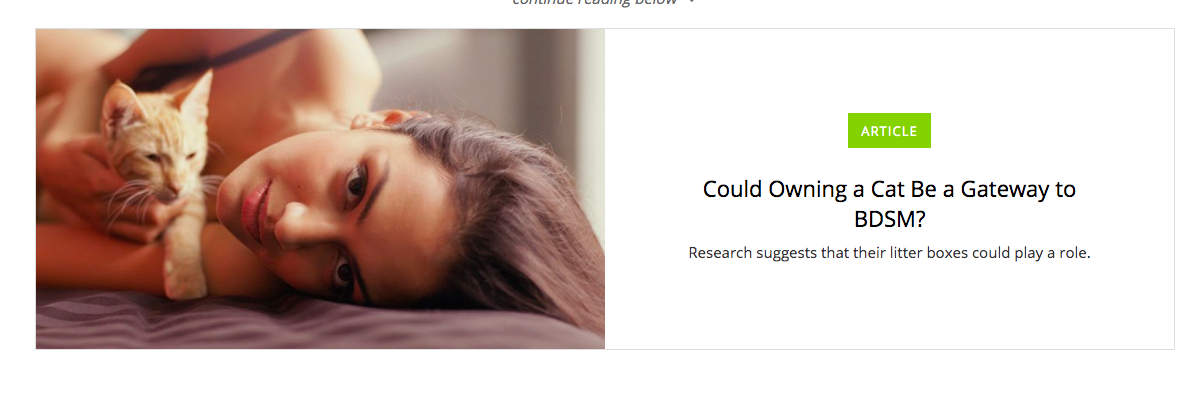 continue reading below
ARTICLE
Could Owning a Cat Be a Gateway to
BDSM?
Research suggests that their litter boxes could play a role.